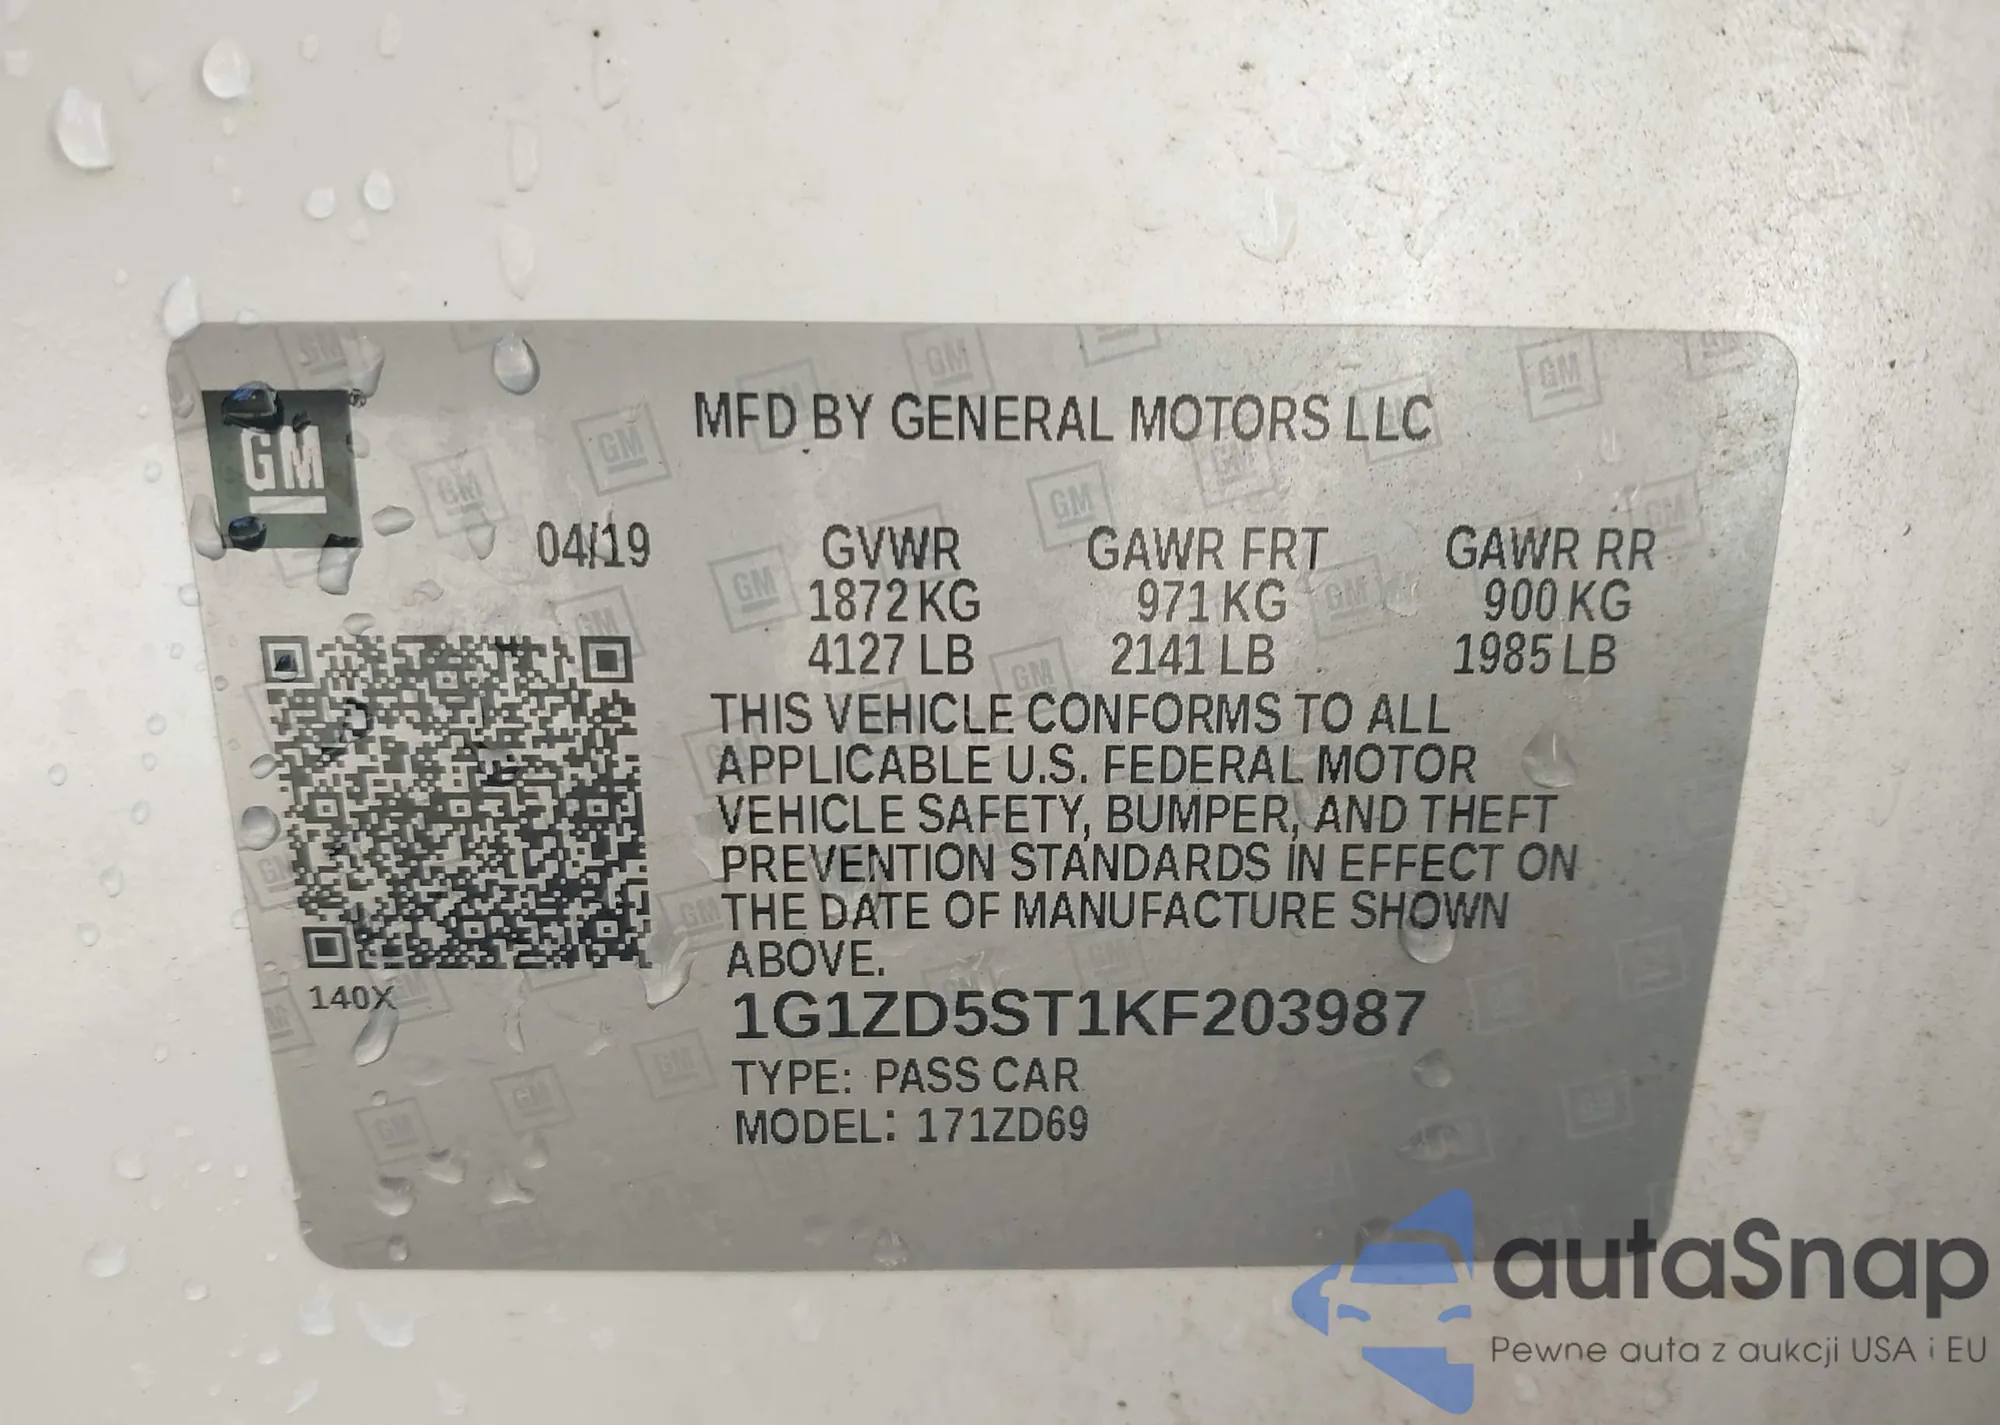 MFD BY GENERAL MOTORS LLC
GM
04/19 GVWR GAWR FRT GAWR RR
1872 KG 971 KG 900 KG
4127 LB 2141 LB 1985 LB
THIS VEHICLE CONFORMS TO ALL
APPLICABLE U.S. FEDERAL MOTOR
VEHICLE SAFETY, BUMPER, AND THEFT
PREVENTION STANDARDS IN EFFECT ON
THE DATE OF MANUFACTURE SHOWN
ABOVE.
140X
1G1ZD5ST1KF203987
TYPE: PASS CAR
MODEL: 171ZD69
autaSnap
Pewne auta z aukcji USA i EU